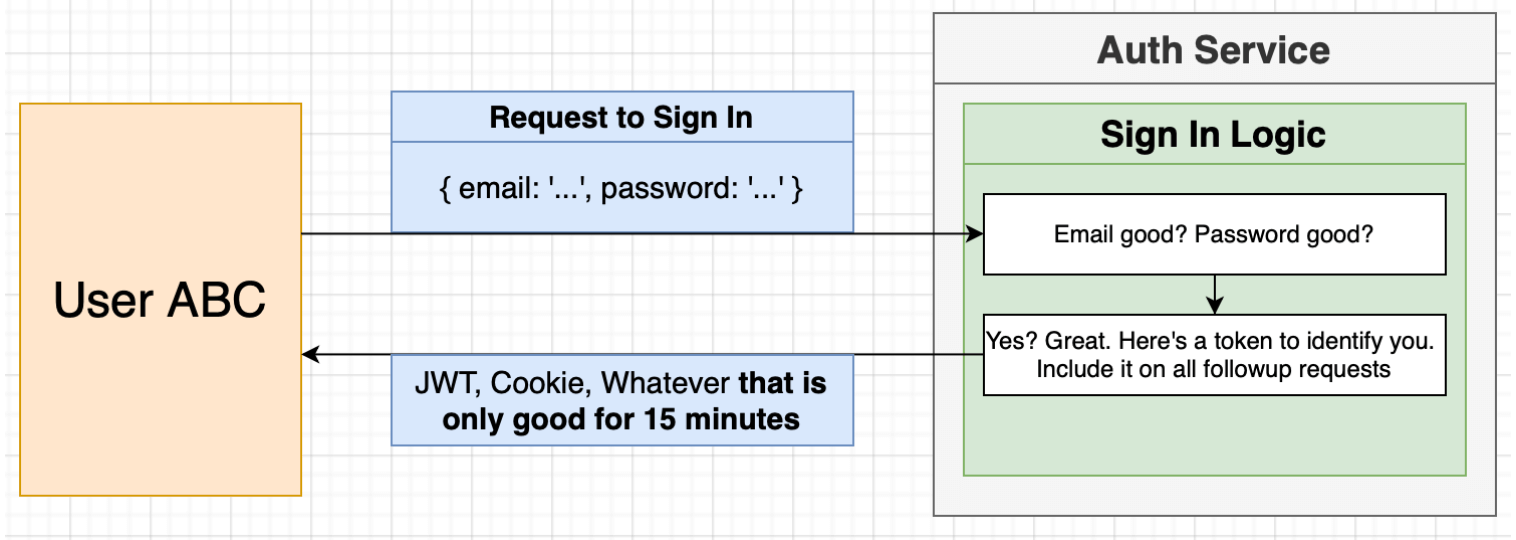 Auth Service
Request to Sign In
Sign In Logic
{ email: '...', password: '...' }
Email good? Password good?
User ABC
Yes? Great. Here's a token to identify you.
Include it on all followup requests
JWT, Cookie, Whatever that is
only good for 15 minutes